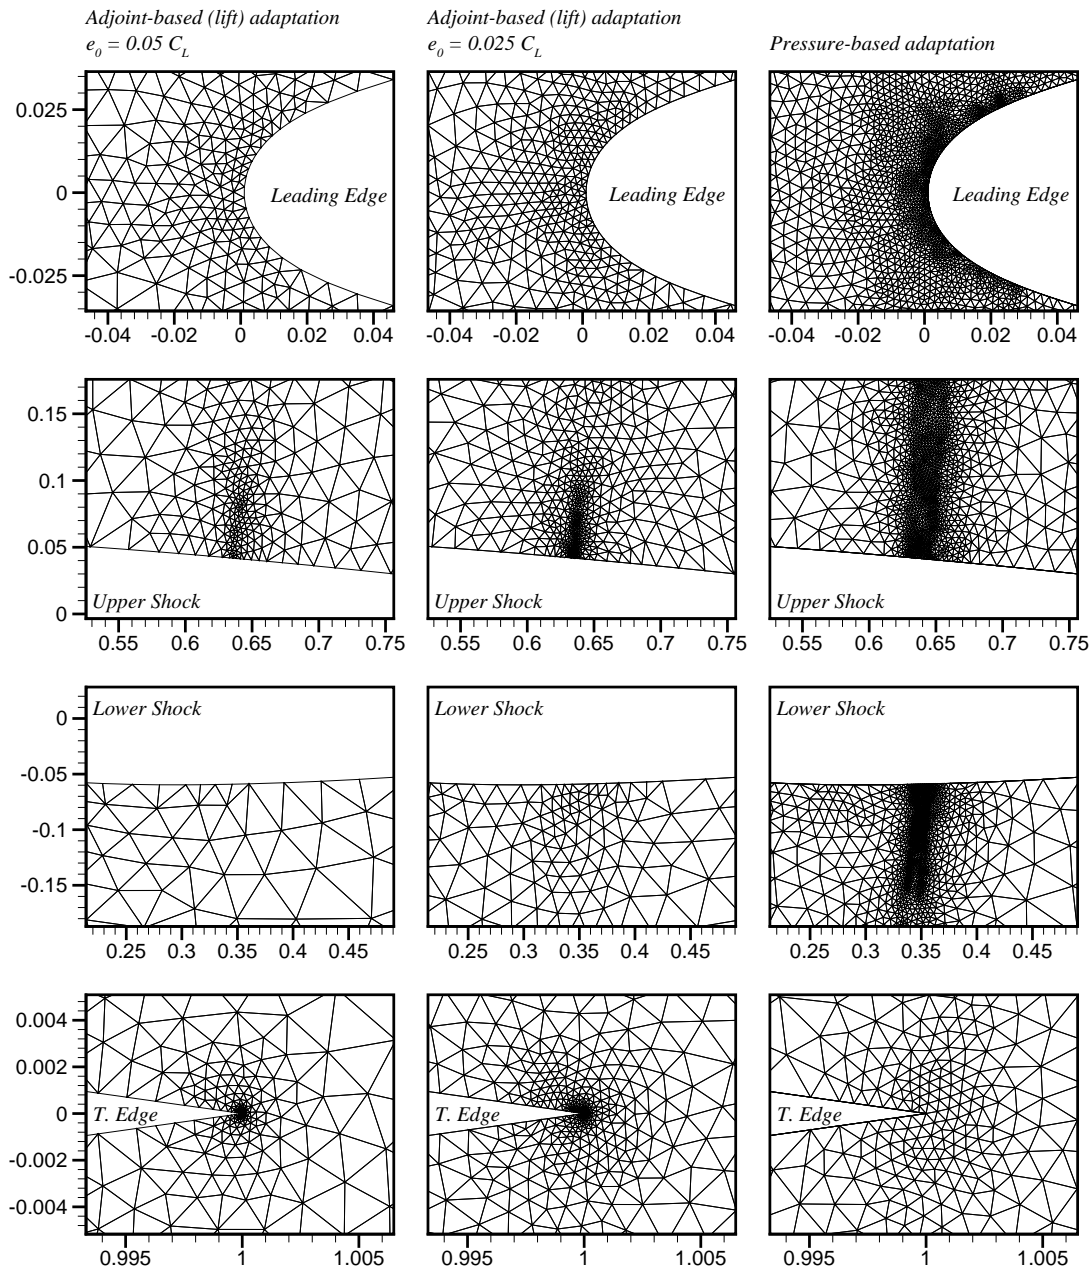 Adjoint-based (lift) adaptation
e0 = 0.05 CL
Adjoint-based (lift) adaptation
e0 = 0.025 CL
Pressure-based adaptation
0.025
0
-0.025
Leading Edge
Leading Edge
Leading Edge
-0.04 -0.02 0 0.02 0.04
-0.04 -0.02 0 0.02 0.04
-0.04 -0.02 0 0.02 0.04
0.15
0.1
0.05
0
Upper Shock
Upper Shock
Upper Shock
0.55 0.6 0.65 0.7 0.75
0.55 0.6 0.65 0.7 0.75
0.55 0.6 0.65 0.7 0.75
Lower Shock
Lower Shock
Lower Shock
0
-0.05
-0.1
-0.15
0.25 0.3 0.35 0.4 0.45
0.25 0.3 0.35 0.4 0.45
0.25 0.3 0.35 0.4 0.45
0.004
0.002
0
-0.002
-0.004
T. Edge
T. Edge
T. Edge
0.995 1 1.005
0.995 1 1.005
0.995 1 1.005